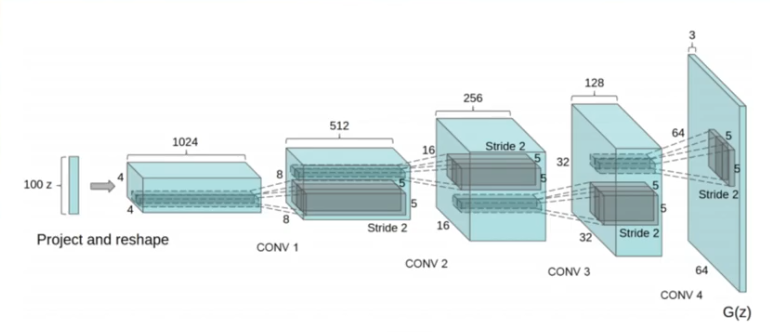 100 z
Project and reshape
4
4
1024
CONV 1
8
8
512
5
5
Stride 2
CONV 2
16
16
256
Stride 2
5
5
CONV 3
32
32
128
5
5
Stride 2
CONV 4
64
64
3
5
5
Stride 2
G(z)